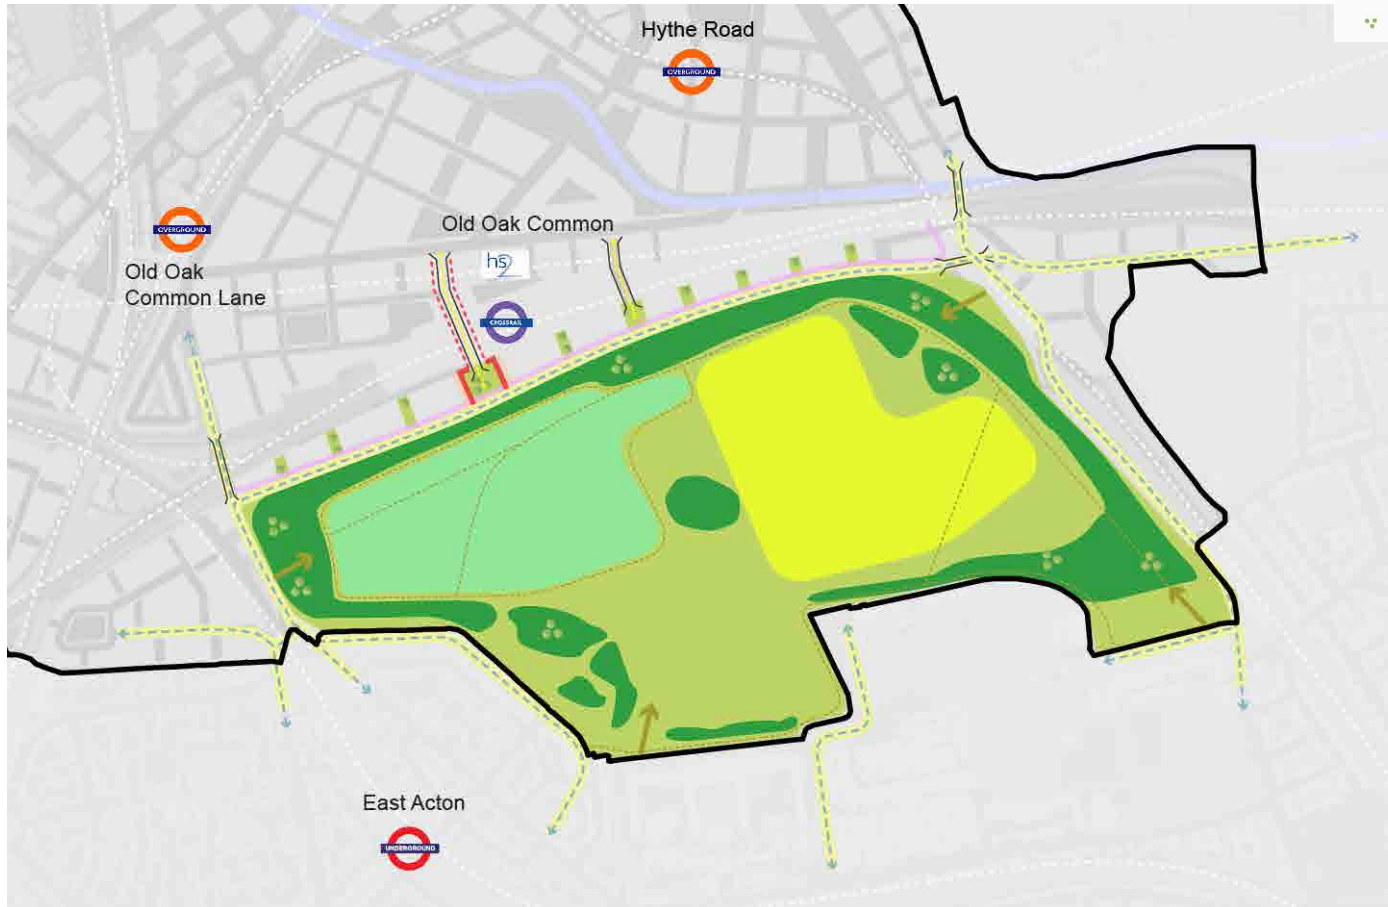 Hythe Road
OVERGROUND
OVERGROUND
Old Oak Common
hs2
Old Oak
Common Lane
CROSSRAIL
East Acton
UNDERGROUND